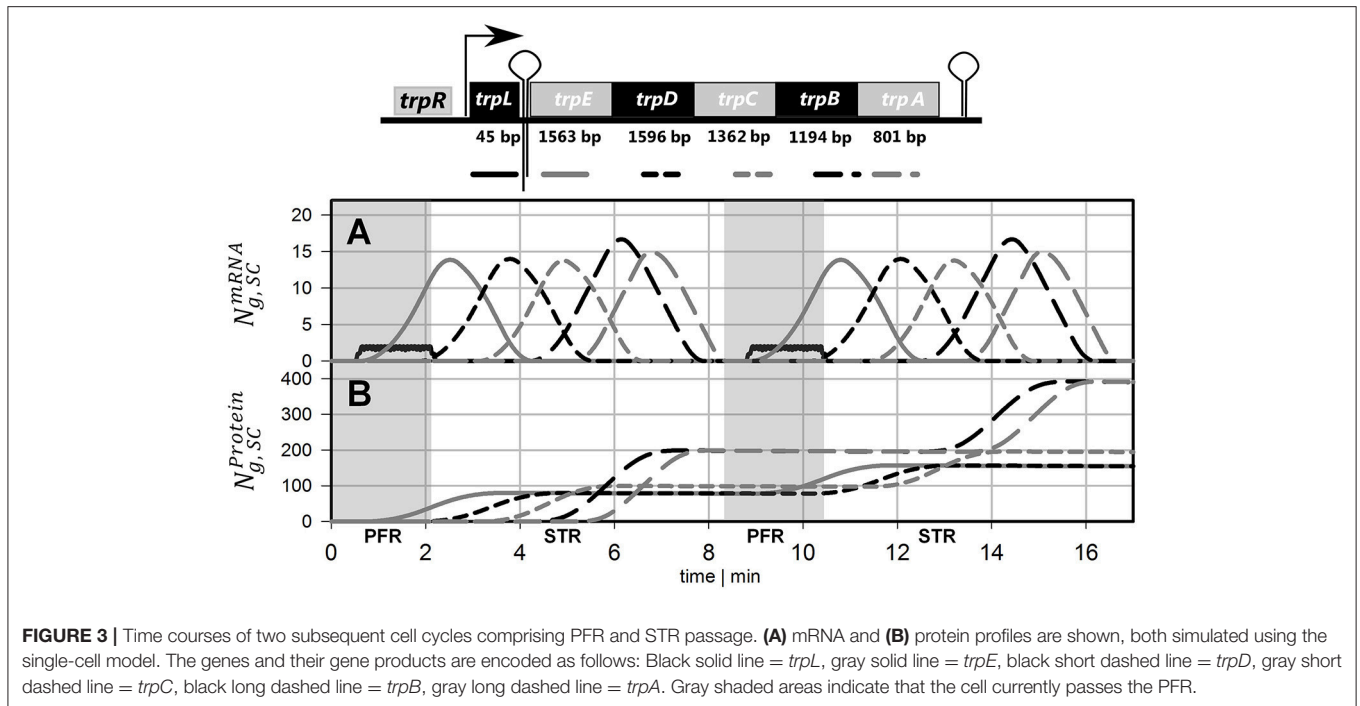 trpR trpL trpE trpD trpC trpB trpA
45 bp 1563 bp 1596 bp 1362 bp 1194 bp 801 bp
A
N^{mRNA}_{g, SC}
20
15
10
5
0
B
N^{Protein}_{g, SC}
400
300
200
100
0
PFR STR PFR STR
0 2 4 6 8 10 12 14 16
time | min
FIGURE 3 | Time courses of two subsequent cell cycles comprising PFR and STR passage. (A) mRNA and (B) protein profiles are shown, both simulated using the
single-cell model. The genes and their gene products are encoded as follows: Black solid line = trpL, gray solid line = trpE, black short dashed line = trpD, gray short
dashed line = trpC, black long dashed line = trpB, gray long dashed line = trpA. Gray shaded areas indicate that the cell currently passes the PFR.